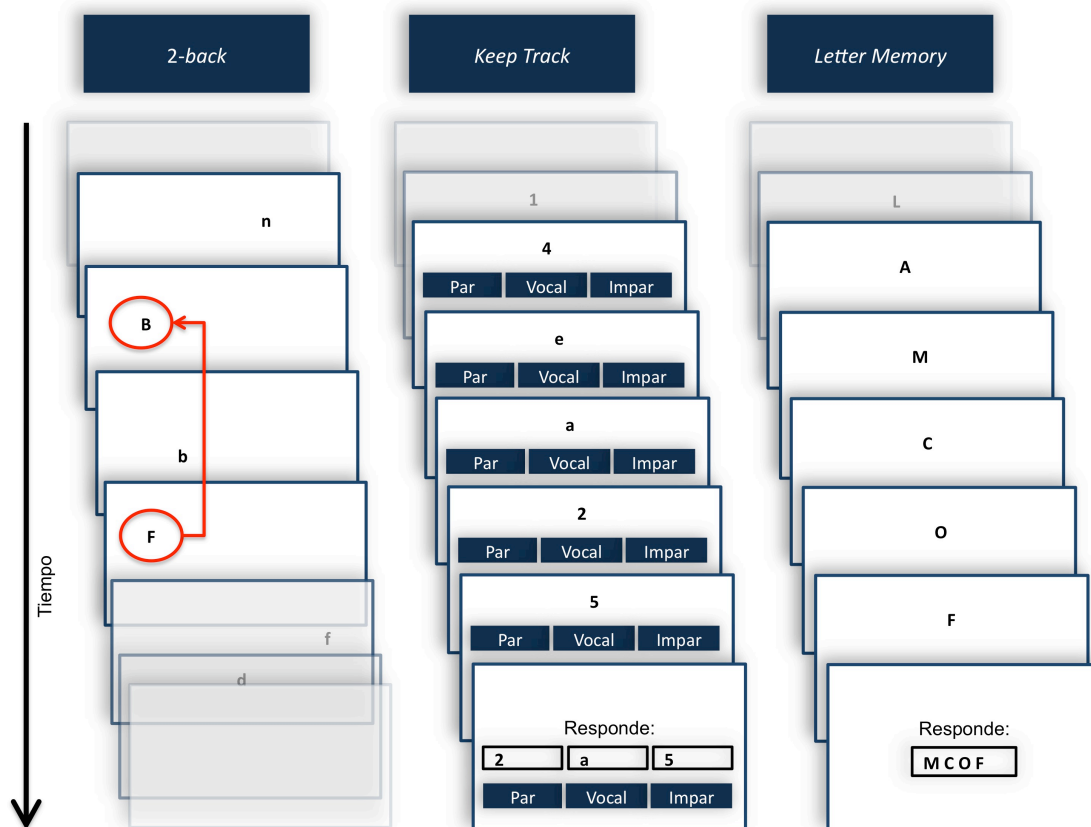 2-back
Keep Track
Letter Memory
Tiempo
n
B
b
F
f
d
1
4
Par Vocal Impar
e
Par Vocal Impar
a
Par Vocal Impar
2
Par Vocal Impar
5
Par Vocal Impar
Responde:
2 a 5
Par Vocal Impar
L
A
M
C
O
F
Responde:
M C O F